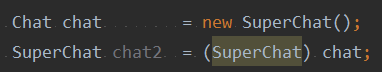 Chat chat = new SuperChat();
SuperChat chat2 = (SuperChat) chat;